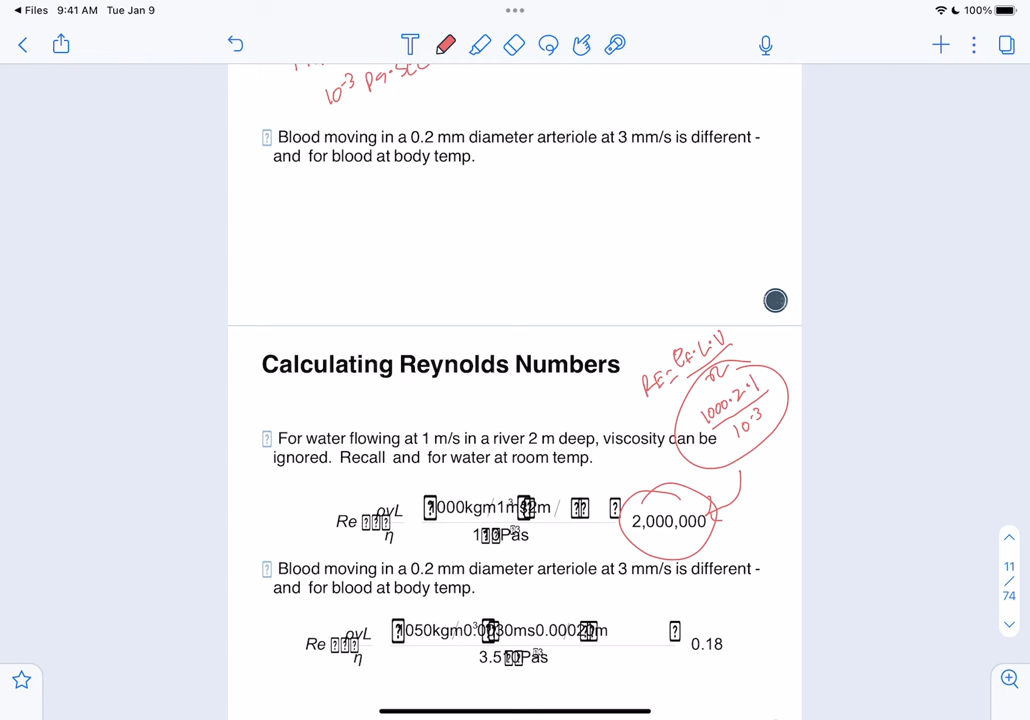 Files 9:41 AM Tue Jan 9
100%
10-3 pa·sec
Blood moving in a 0.2 mm diameter arteriole at 3 mm/s is different -
and for blood at body temp.
Calculating Reynolds Numbers
RE=
1000·2·1
10-3
For water flowing at 1 m/s in a river 2 m deep, viscosity can be
ignored. Recall and for water at room temp.
Re ρvL
η
2,000,000
Blood moving in a 0.2 mm diameter arteriole at 3 mm/s is different -
and for blood at body temp.
Re ρvL
η
0.18
11
/
74